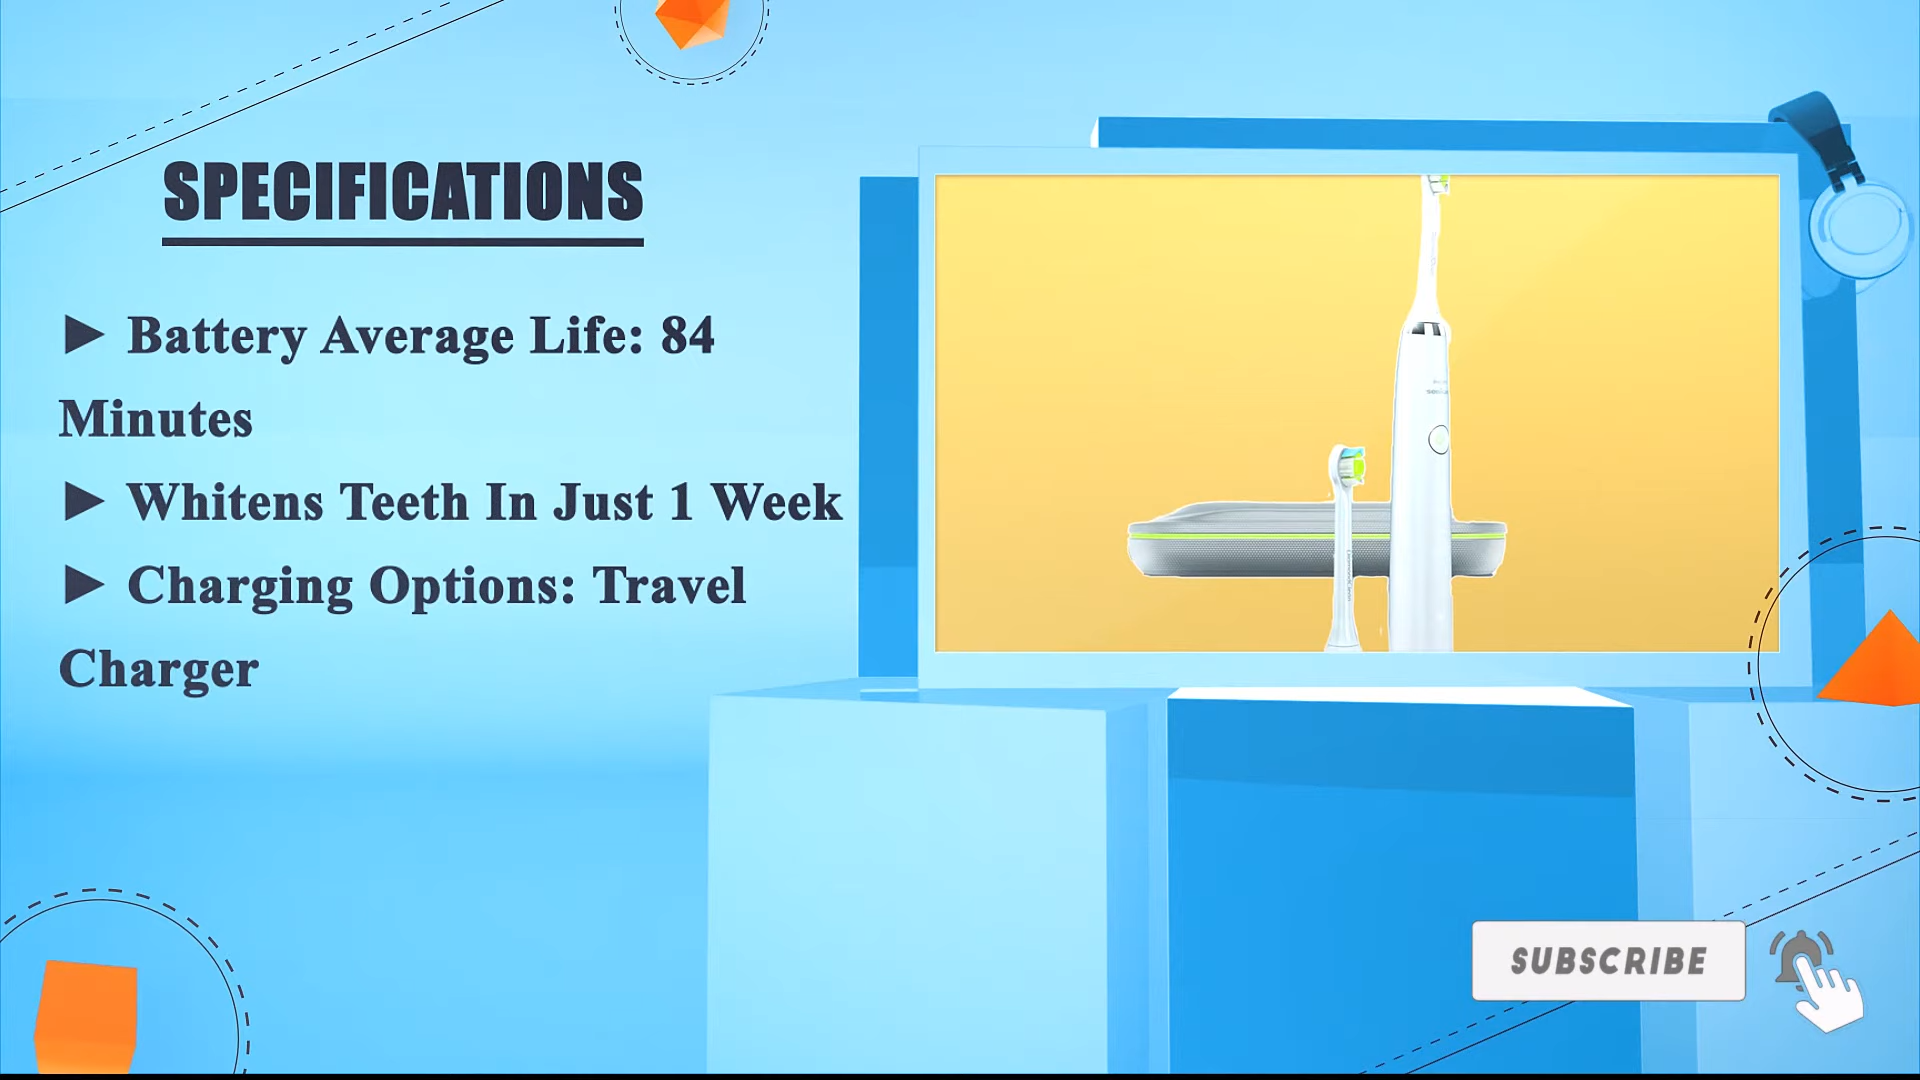 SPECIFICATIONS
► Battery Average Life: 84
Minutes
► Whitens Teeth In Just 1 Week
► Charging Options: Travel
Charger
SUBSCRIBE